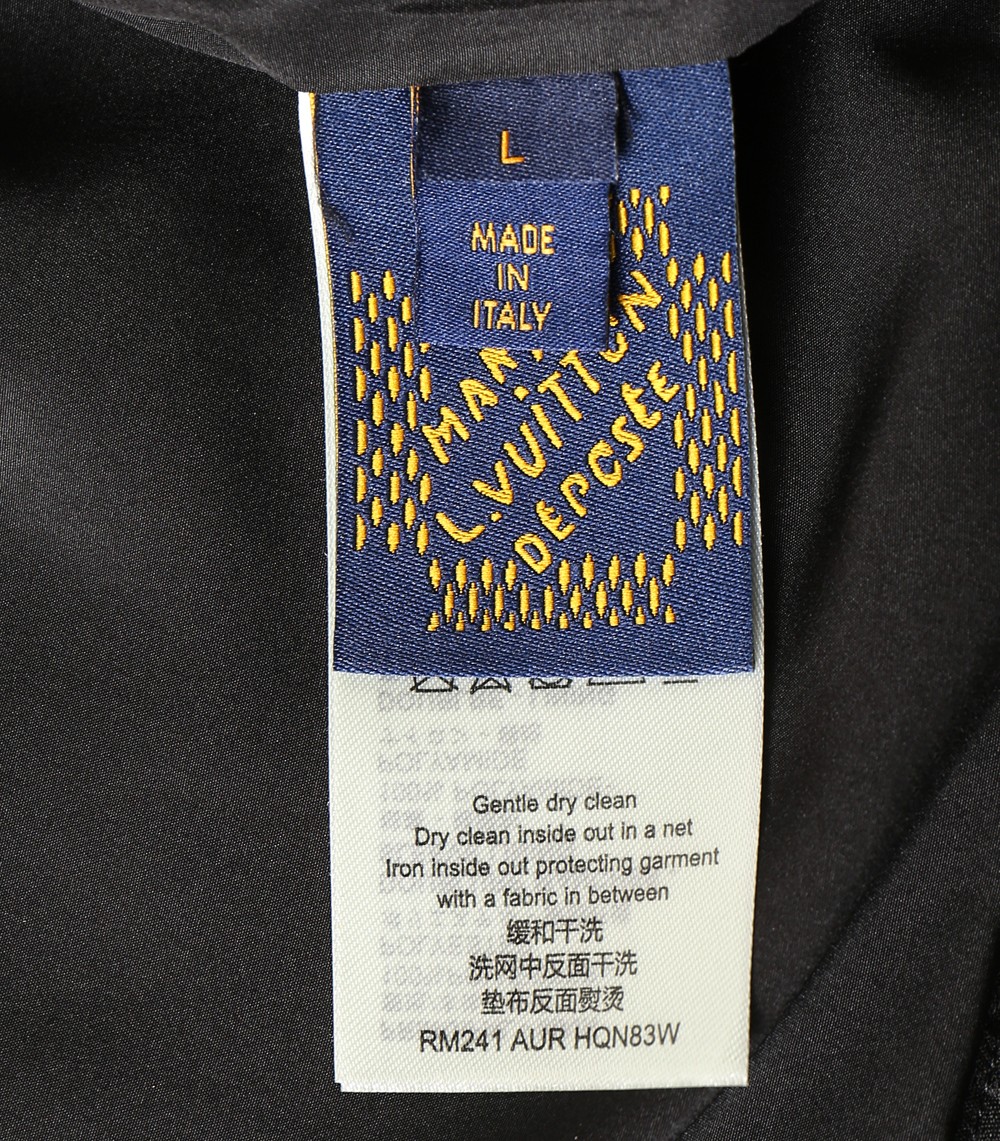 L
MADE
IN
ITALY
L.VUITTON
DEPOSÉE
Gentle dry clean
Dry clean inside out in a net
Iron inside out protecting garment
with a fabric in between
缓和干洗
洗网中反面干洗
垫布反面熨烫
RM241 AUR HQN83W